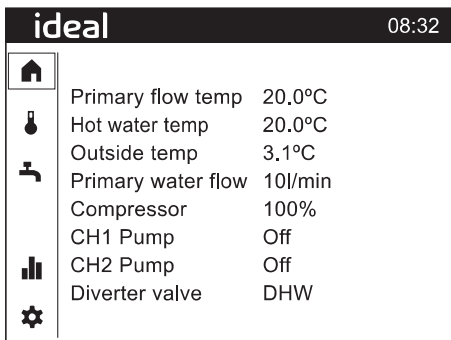 ideal 08:32
Primary flow temp 20.0ºC
Hot water temp 20.0ºC
Outside temp 3.1ºC
Primary water flow 10l/min
Compressor 100%
CH1 Pump Off
CH2 Pump Off
Diverter valve DHW